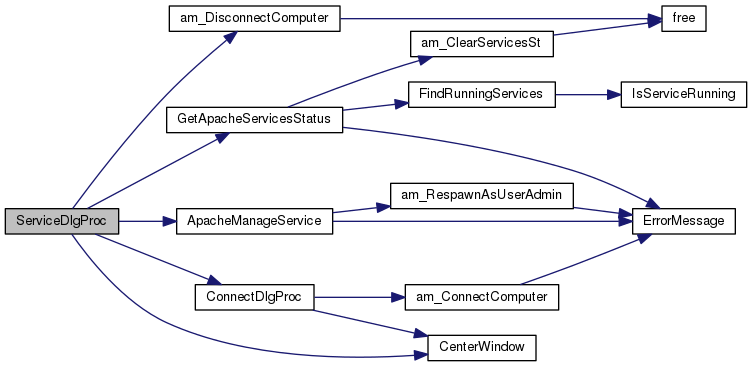 am_DisconnectComputer
free
am_ClearServicesSt
FindRunningServices
IsServiceRunning
GetApacheServicesStatus
am_RespawnAsUserAdmin
ServiceDlgProc
ApacheManageService
ErrorMessage
ConnectDlgProc
am_ConnectComputer
CenterWindow